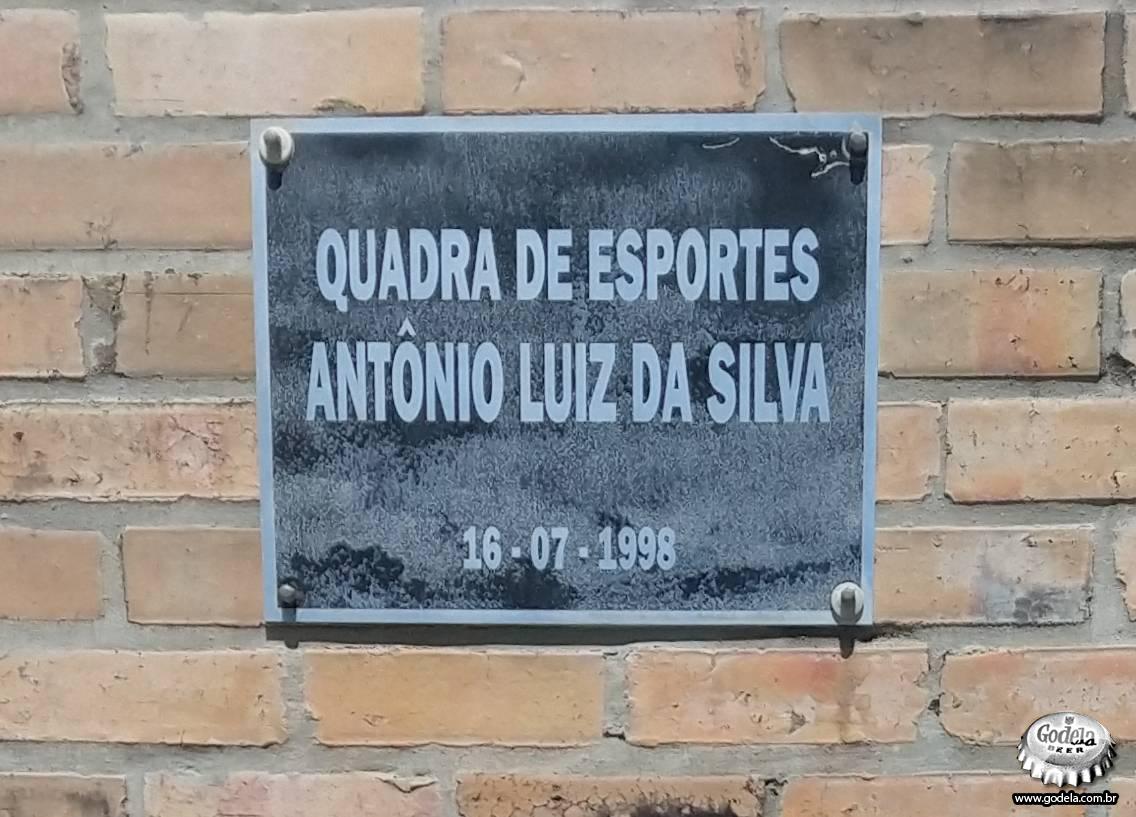 QUADRA DE ESPORTES
ANTÔNIO LUIZ DA SILVA
16 - 07 - 1998
Godela
BEER
www.godela.com.br